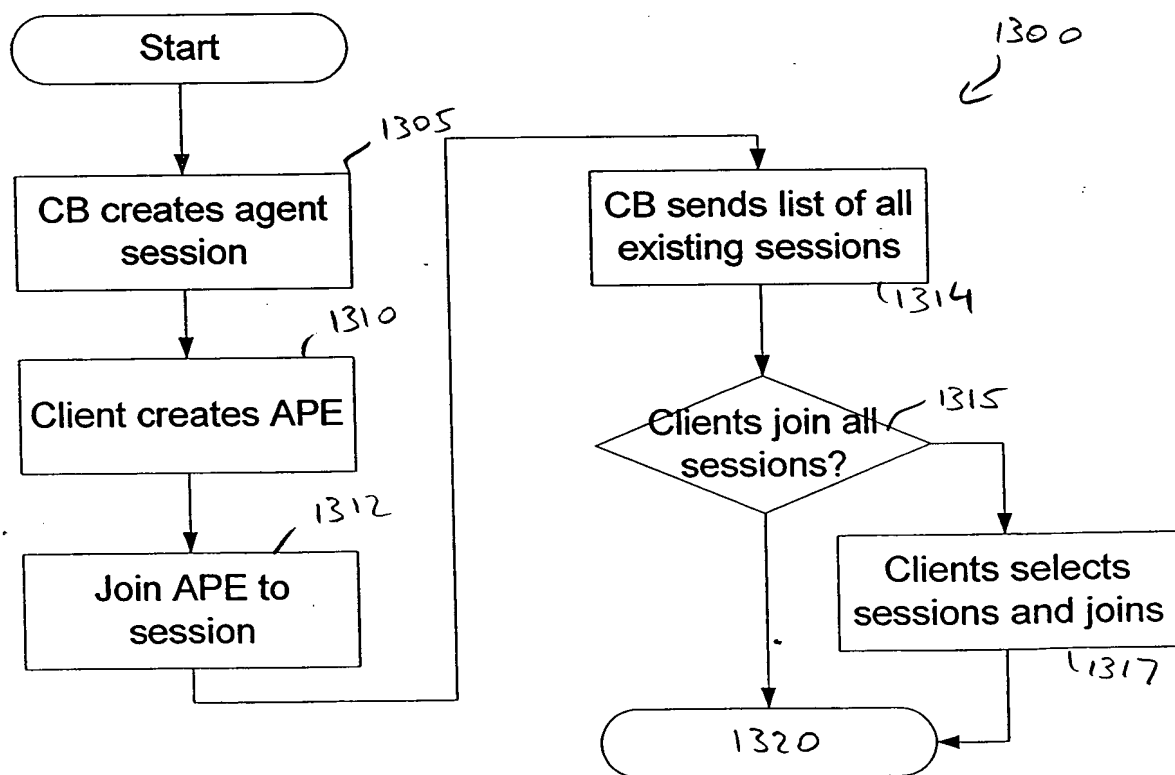 Start
1300
1305
CB creates agent
session
1310
Client creates APE
1312
Join APE to
session
CB sends list of all
existing sessions
1314
Clients join all
sessions?
1315
Clients selects
sessions and joins
1317
1320